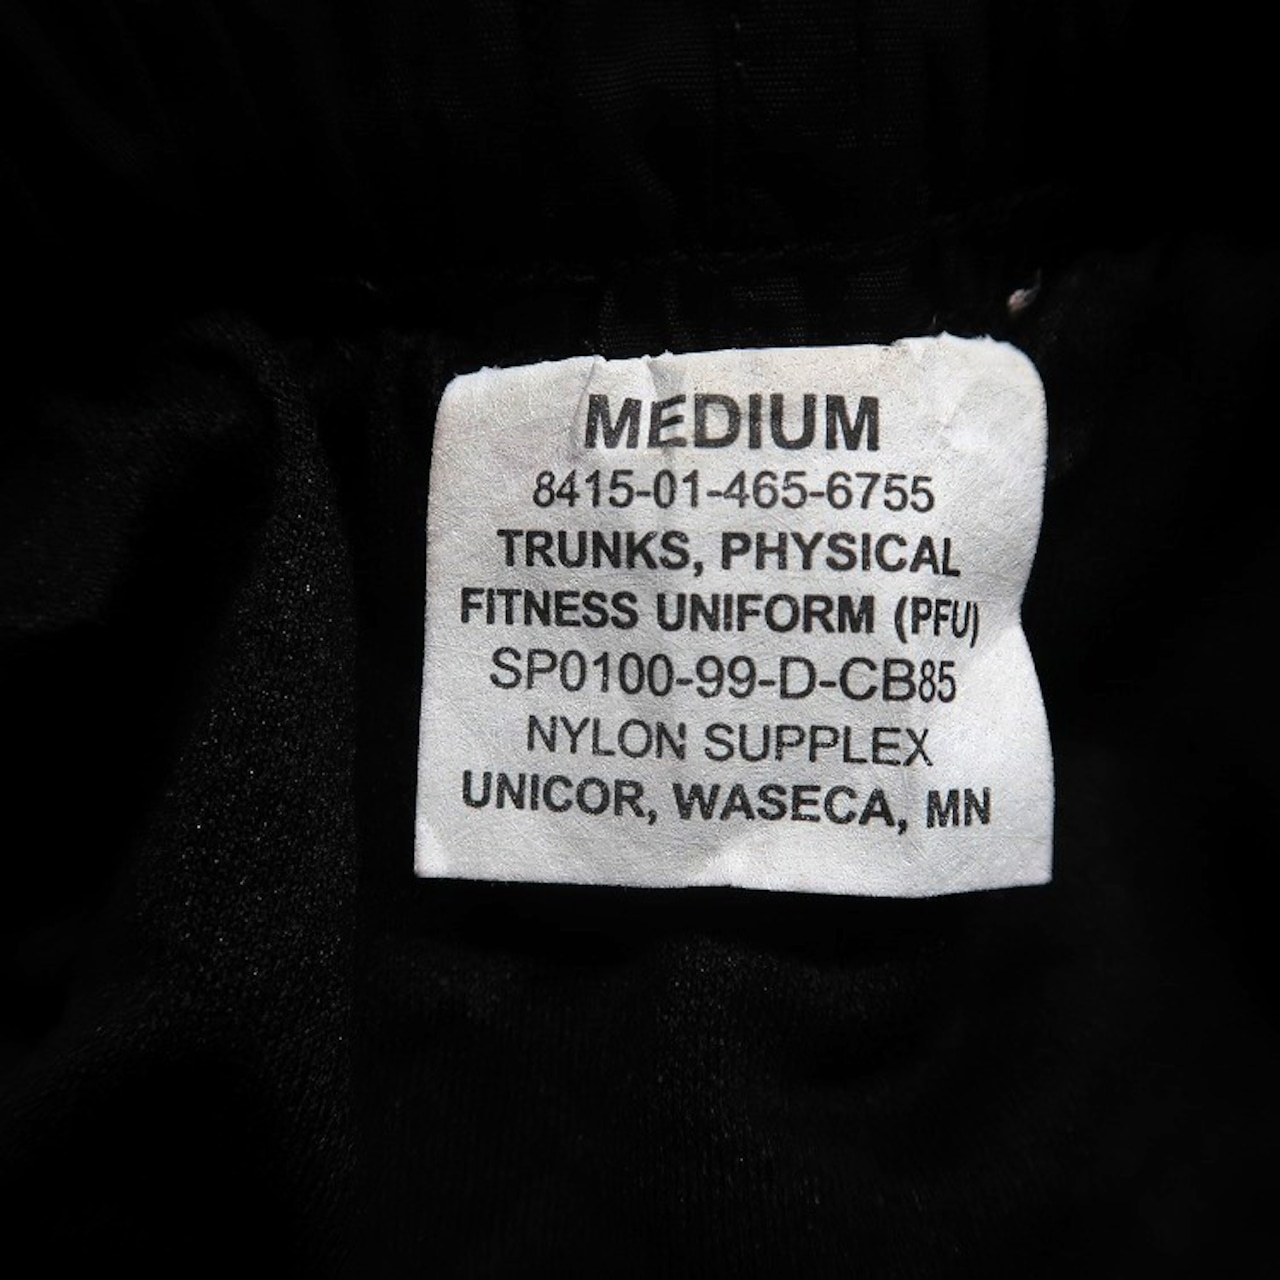 MEDIUM
8415-01-465-6755
TRUNKS, PHYSICAL
FITNESS UNIFORM (PFU)
SP0100-99-D-CB85
NYLON SUPPLEX
UNICOR, WASECA, MN